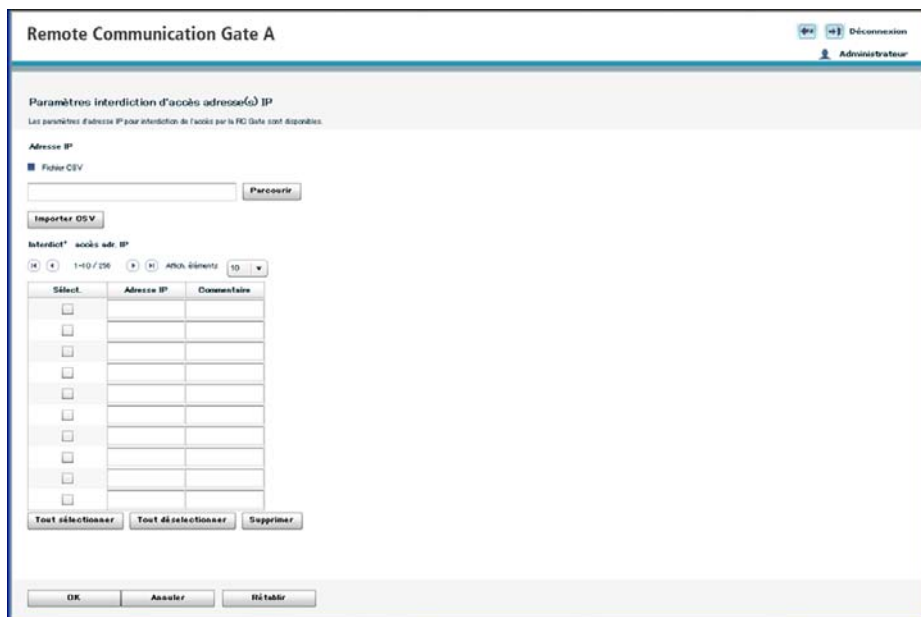 Remote Communication Gate A
Déconnexion
Administrateur
Paramètres interdiction d'accès adresse(s) IP
Les paramètres d'adresse IP pour interdiction de l'accès par la RC Gate sont disponibles.
Adresse IP
Fichier CSV
Parcourir
Importer CSV
Interdict° accès adr. IP
1-10 / 256 Affich. éléments 10
Sélect. Adresse IP Commentaire
Tout sélectionner Tout déselectionner Supprimer
OK Annuler Rétablir